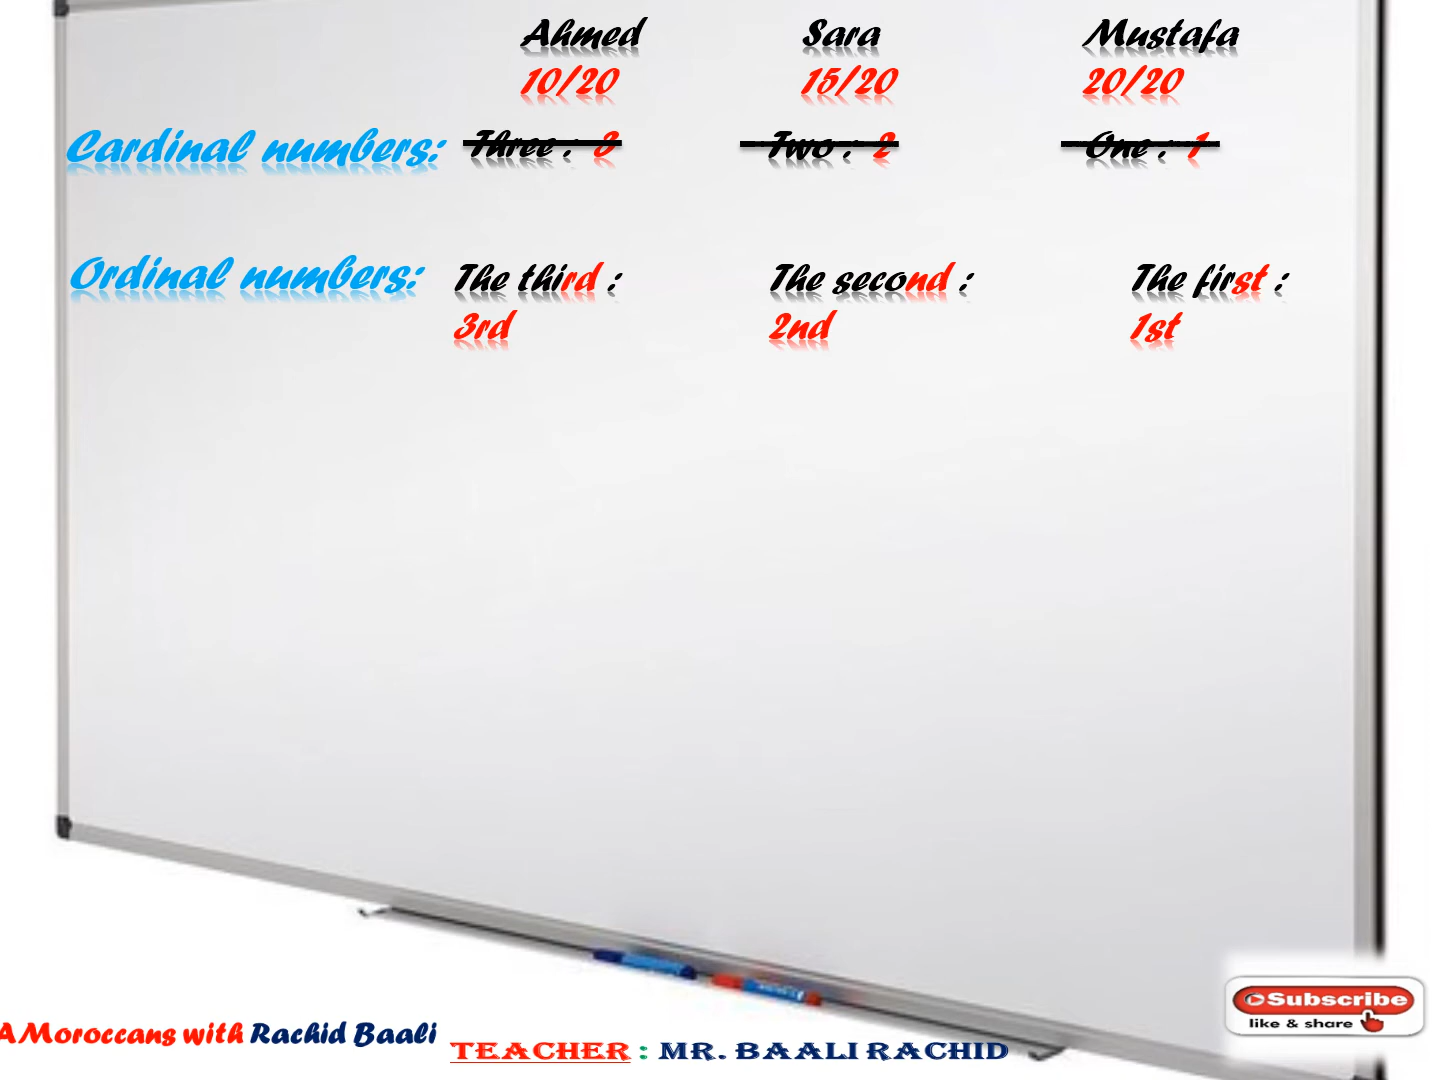 Ahmed Sara Mustafa
10/20 15/20 20/20
Cardinal numbers: Three : 3 Two : 2 One : 1
Ordinal numbers: The third : The second : The first :
3rd 2nd 1st
Subscribe
like & share
AMoroccans with Rachid Baali
TEACHER : MR. BAALI RACHID